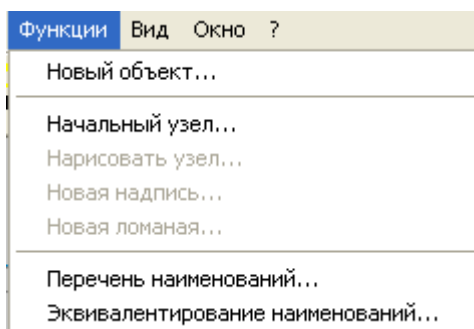 Функции Вид Окно ?
Новый объект...
Начальный узел...
Нарисовать узел...
Новая надпись...
Новая ломаная...
Перечень наименований...
Эквивалентирование наименований...